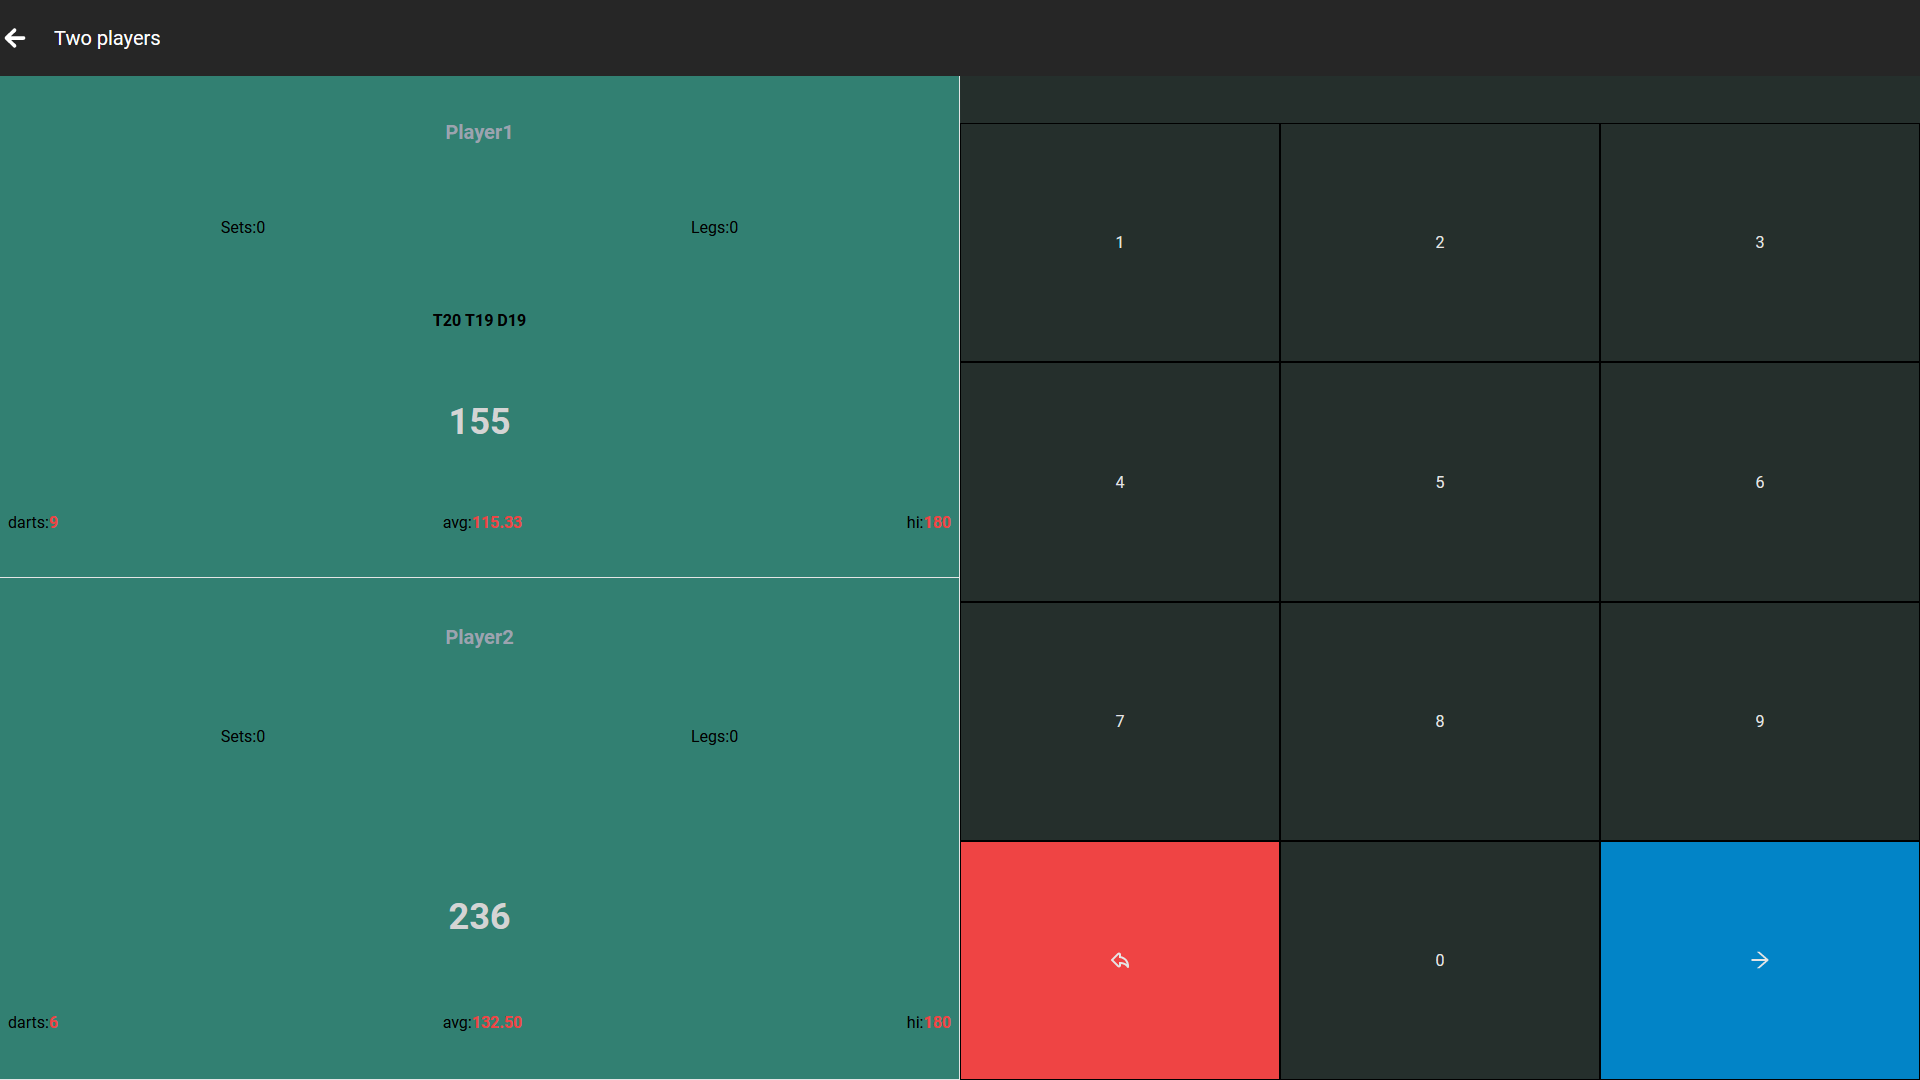 Two players
Player1
Sets:0 Legs:0
T20 T19 D19
155
darts:9 avg:115.33 hi:180
Player2
Sets:0 Legs:0
236
darts:6 avg:132.50 hi:180
1 2 3
4 5 6
7 8 9
0